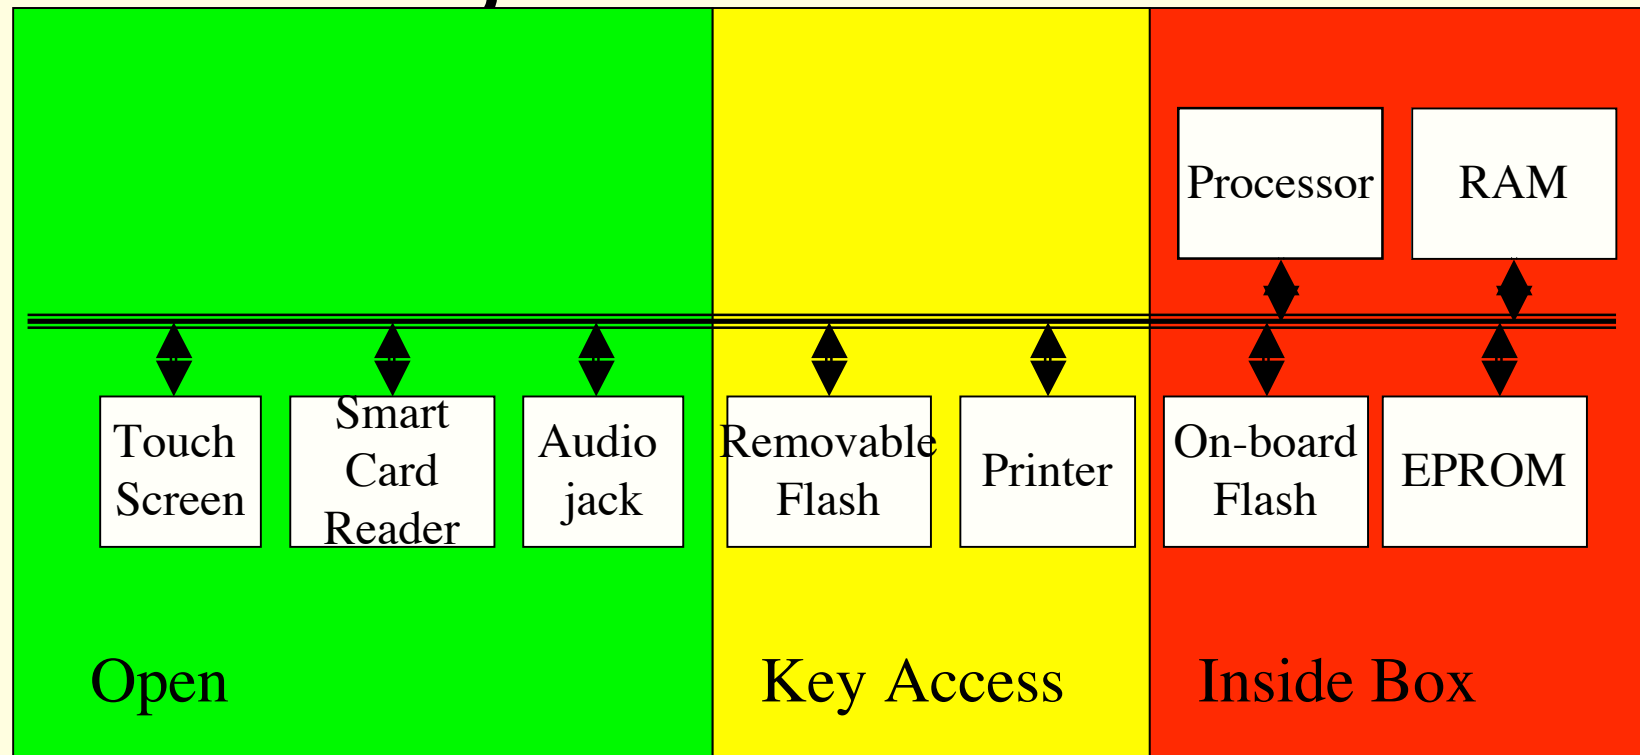 Processor
RAM
Touch
Screen
Smart
Card
Reader
Audio
jack
Removable
Flash
Printer
On-board
Flash
EPROM
Open
Key Access
Inside Box